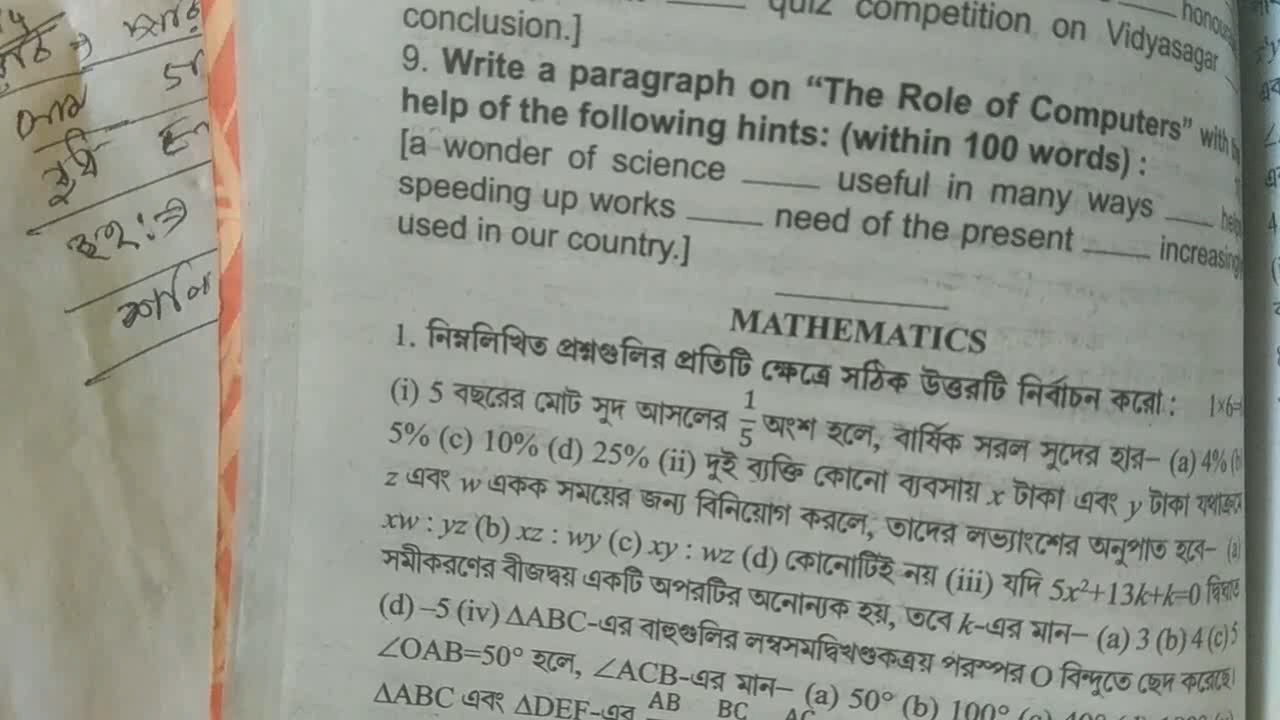 quiz competition on Vidyasagar
conclusion.]
9. Write a paragraph on “The Role of Computers” with
help of the following hints: (within 100 words) :
[a wonder of science ____ useful in many ways ____
speeding up works ____ need of the present ____ increasing
used in our country.]
MATHEMATICS
1. নিম্নলিখিত প্রশ্নগুলির প্রতিটি ক্ষেত্রে সঠিক উত্তরটি নির্বাচন করো : 1×6=
(i) 5 বছরের মোট সুদ আসলের 1/5 অংশ হলে, বার্ষিক সরল সুদের হার– (a) 4% (b)
5% (c) 10% (d) 25% (ii) দুই ব্যক্তি কোনো ব্যবসায় x টাকা এবং y টাকা যথাক্রমে
z এবং w একক সময়ের জন্য বিনিয়োগ করলে, তাদের লভ্যাংশের অনুপাত হবে– (a)
xw : yz (b) xz : wy (c) xy : wz (d) কোনোটিই নয় (iii) যদি 5x²+13k+k=0 দ্বিঘাত
সমীকরণের বীজদ্বয় একটি অপরটির অনোন্যক হয়, তবে k-এর মান– (a) 3 (b) 4 (c) 5
(d) –5 (iv) ΔABC-এর বাহুগুলির লম্বসমদ্বিখণ্ডকত্রয় পরস্পর O বিন্দুতে ছেদ করেছে।
∠OAB=50° হলে, ∠ACB-এর মান– (a) 50° (b) 100°
ΔABC এবং ΔDEF-এর AB BC AC